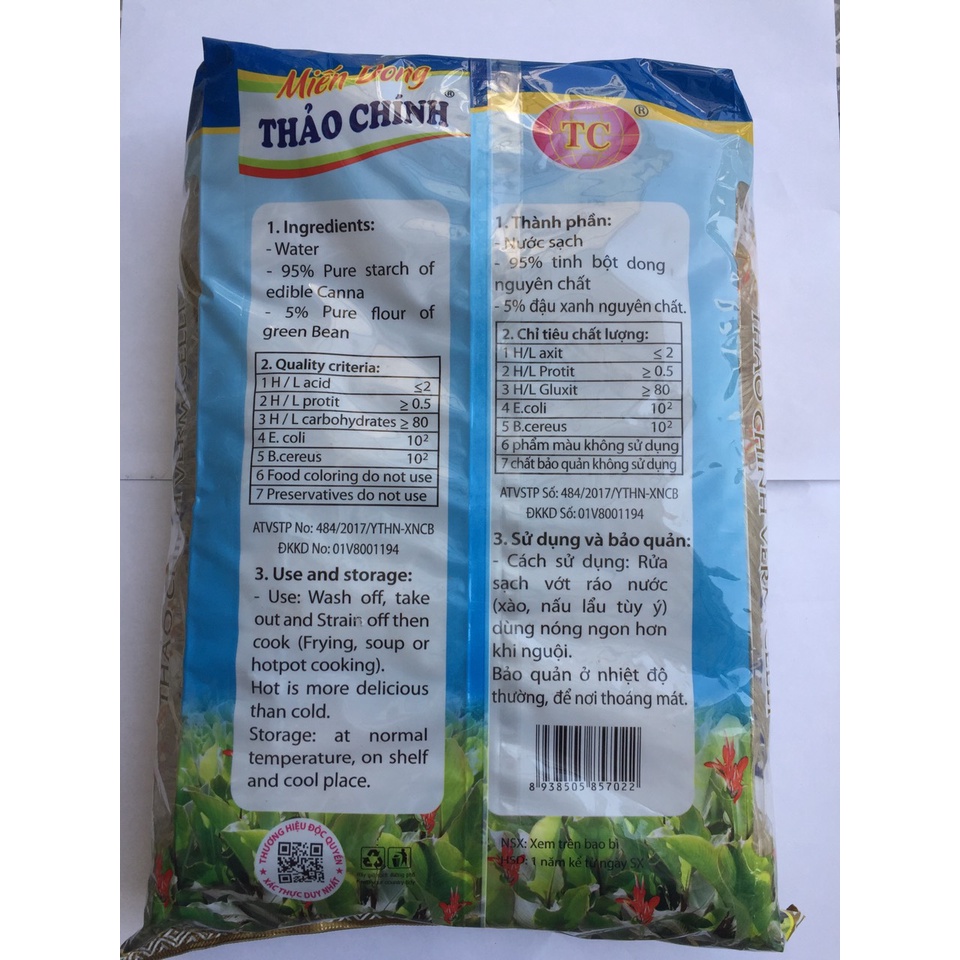 Miến Dong
THẢO CHÍNH®
TC®
1. Ingredients:
- Water
- 95% Pure starch of
edible Canna
- 5% Pure flour of
green Bean
2. Quality criteria:
1 H / L acid ≤2
2 H / L protit ≥ 0.5
3 H / L carbohydrates ≥ 80
4 E. coli 10²
5 B.cereus 10²
6 Food coloring do not use
7 Preservatives do not use
ATVSTP No: 484/2017/YTHN-XNCB
ĐKKD No: 01V8001194
3. Use and storage:
- Use: Wash off, take
out and Strain off then
cook (Frying, soup or
hotpot cooking).
Hot is more delicious
than cold.
Storage: at normal
temperature, on shelf
and cool place.
1. Thành phần:
- Nước sạch
- 95% tinh bột dong
nguyên chất
- 5% đậu xanh nguyên chất.
2. Chỉ tiêu chất lượng:
1 H/L axit ≤ 2
2 H/L Protit ≥ 0.5
3 H/L Gluxit ≥ 80
4 E.coli 10²
5 B.cereus 10²
6 phẩm màu không sử dụng
7 chất bảo quản không sử dụng
ATVSTP Số: 484/2017/YTHN-XNCB
ĐKKD Số: 01V8001194
3. Sử dụng và bảo quản:
- Cách sử dụng: Rửa
sạch vớt ráo nước
(xào, nấu lẩu tùy ý)
dùng nóng ngon hơn
khi nguội.
Bảo quản ở nhiệt độ
thường, để nơi thoáng mát.
8 938505 857022
NSX: Xem trên bao bì
HSD: 1 năm kể từ ngày SX
THƯƠNG HIỆU ĐỘC QUYỀN
XÁC THỰC DUY NHẤT